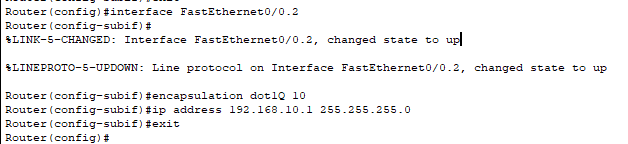 Router(config)#interface FastEthernet0/0.2
Router(config-subif)#
%LINK-5-CHANGED: Interface FastEthernet0/0.2, changed state to up
%LINEPROTO-5-UPDOWN: Line protocol on Interface FastEthernet0/0.2, changed state to up
Router(config-subif)#encapsulation dot1Q 10
Router(config-subif)#ip address 192.168.10.1 255.255.255.0
Router(config-subif)#exit
Router(config)#